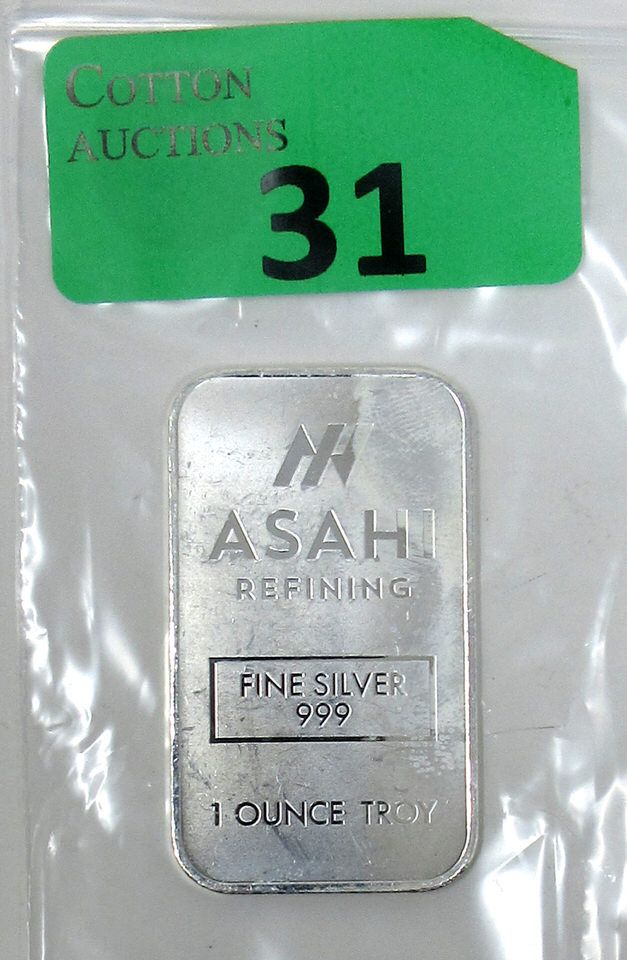 COTTON
AUCTIONS
31
ASAHI
REFINING
FINE SILVER
999
1 OUNCE TROY